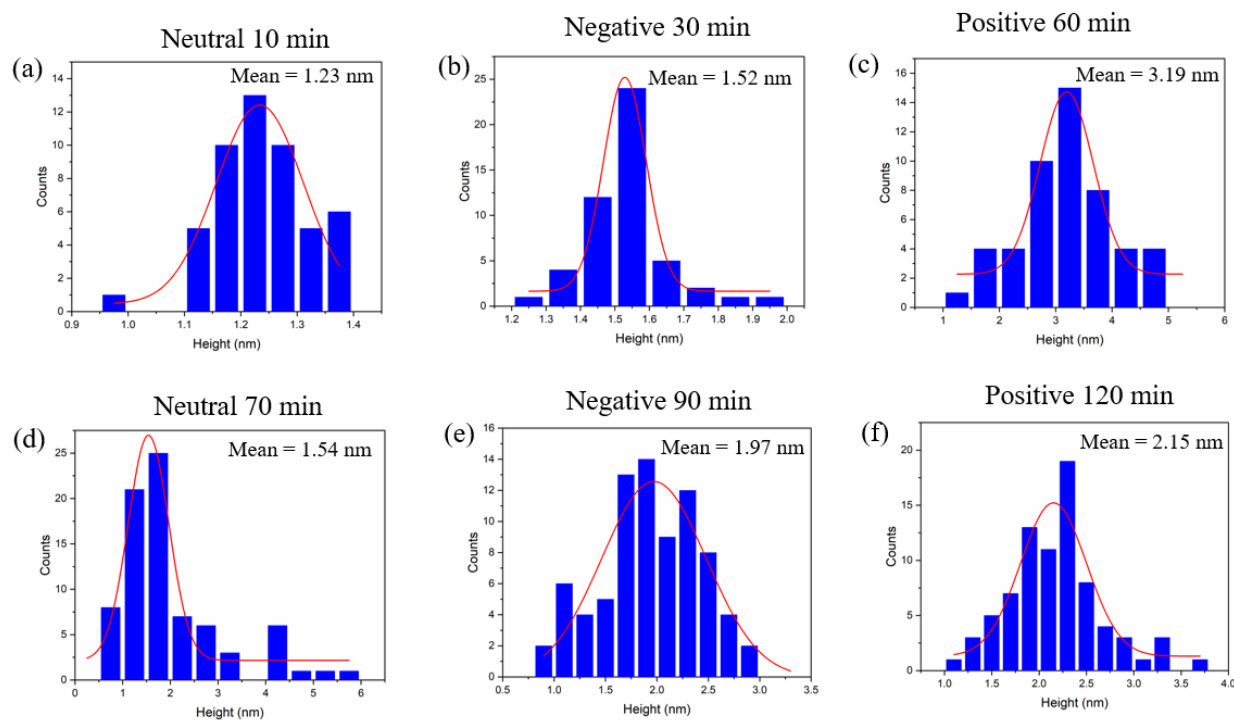 Neutral 10 min
(a)
Mean = 1.23 nm
14
12
10
8
6
4
2
0
Counts
0.9 1.0 1.1 1.2 1.3 1.4
Height (nm)
Negative 30 min
(b)
Mean = 1.52 nm
25
20
15
10
5
0
Counts
1.2 1.3 1.4 1.5 1.6 1.7 1.8 1.9 2.0
Height (nm)
Positive 60 min
(c)
Mean = 3.19 nm
16
14
12
10
8
6
4
2
0
Counts
1 2 3 4 5 6
Height (nm)
Neutral 70 min
(d)
Mean = 1.54 nm
25
20
15
10
5
0
Counts
0 1 2 3 4 5 6
Height (nm)
Negative 90 min
(e)
Mean = 1.97 nm
16
14
12
10
8
6
4
2
0
Counts
0.5 1.0 1.5 2.0 2.5 3.0 3.5
Height (nm)
Positive 120 min
(f)
Mean = 2.15 nm
20
15
10
5
0
Counts
1.0 1.5 2.0 2.5 3.0 3.5 4.0
Height (nm)